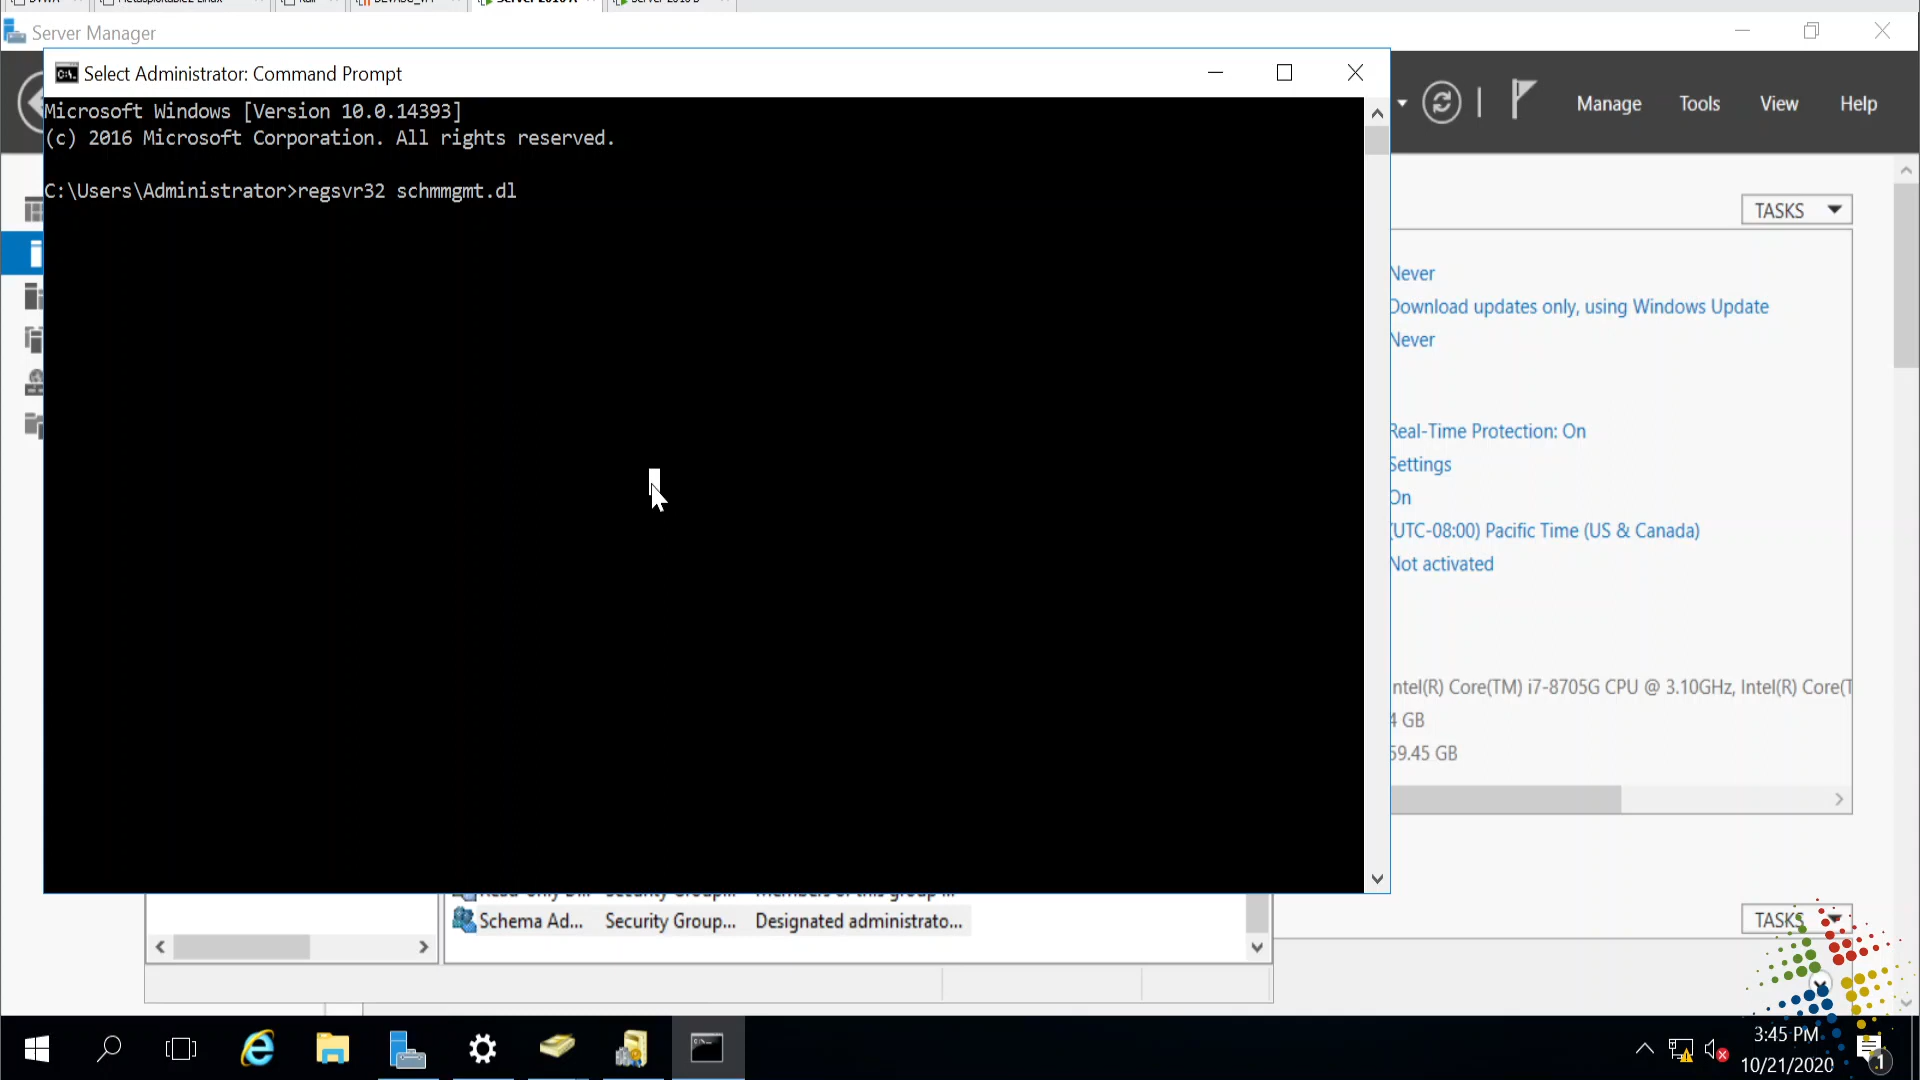 Server Manager
Select Administrator: Command Prompt
Microsoft Windows [Version 10.0.14393]
(c) 2016 Microsoft Corporation. All rights reserved.
C:\Users\Administrator>regsvr32 schmmgmt.dl
Manage Tools View Help
TASKS
Never
Download updates only, using Windows Update
Never
Real-Time Protection: On
Settings
On
(UTC-08:00) Pacific Time (US & Canada)
Not activated
ntel(R) Core(TM) i7-8705G CPU @ 3.10GHz, Intel(R) Core(T
4 GB
59.45 GB
Schema Ad... Security Group... Designated administrato...
TASKS
3:45 PM
10/21/2020
1